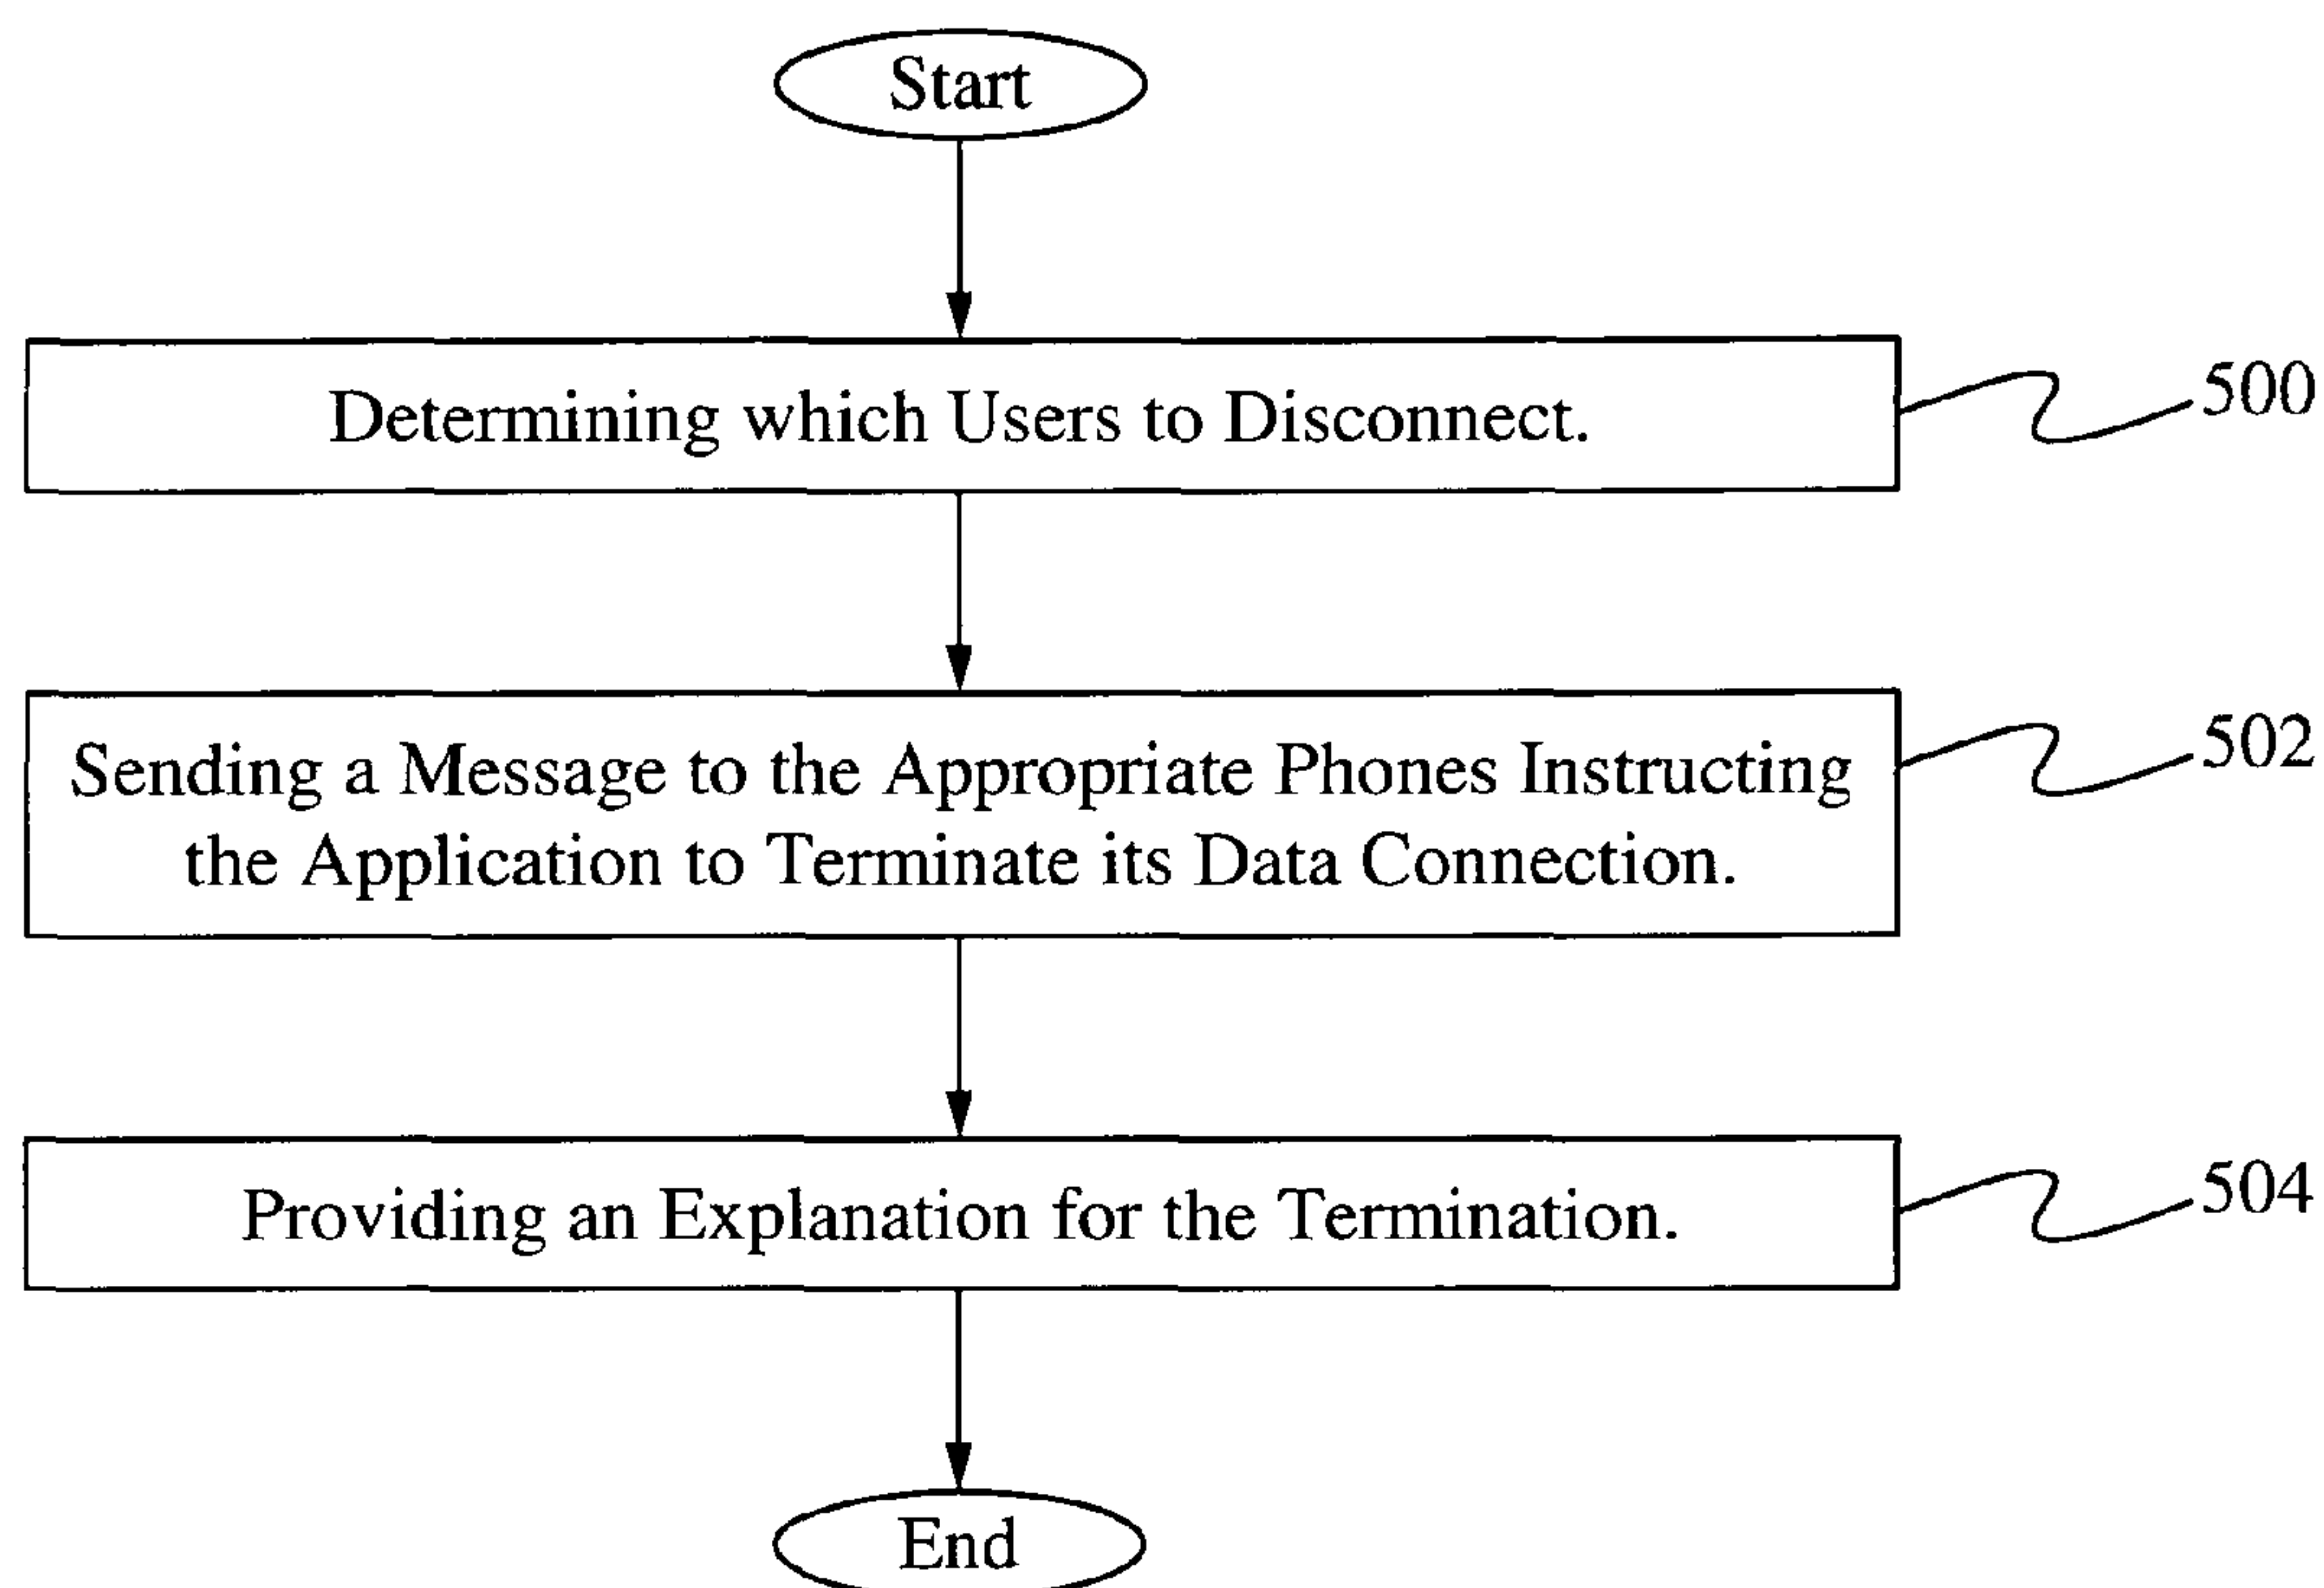 Start
Determining which Users to Disconnect.
500
Sending a Message to the Appropriate Phones Instructing
the Application to Terminate its Data Connection.
502
Providing an Explanation for the Termination.
504
End